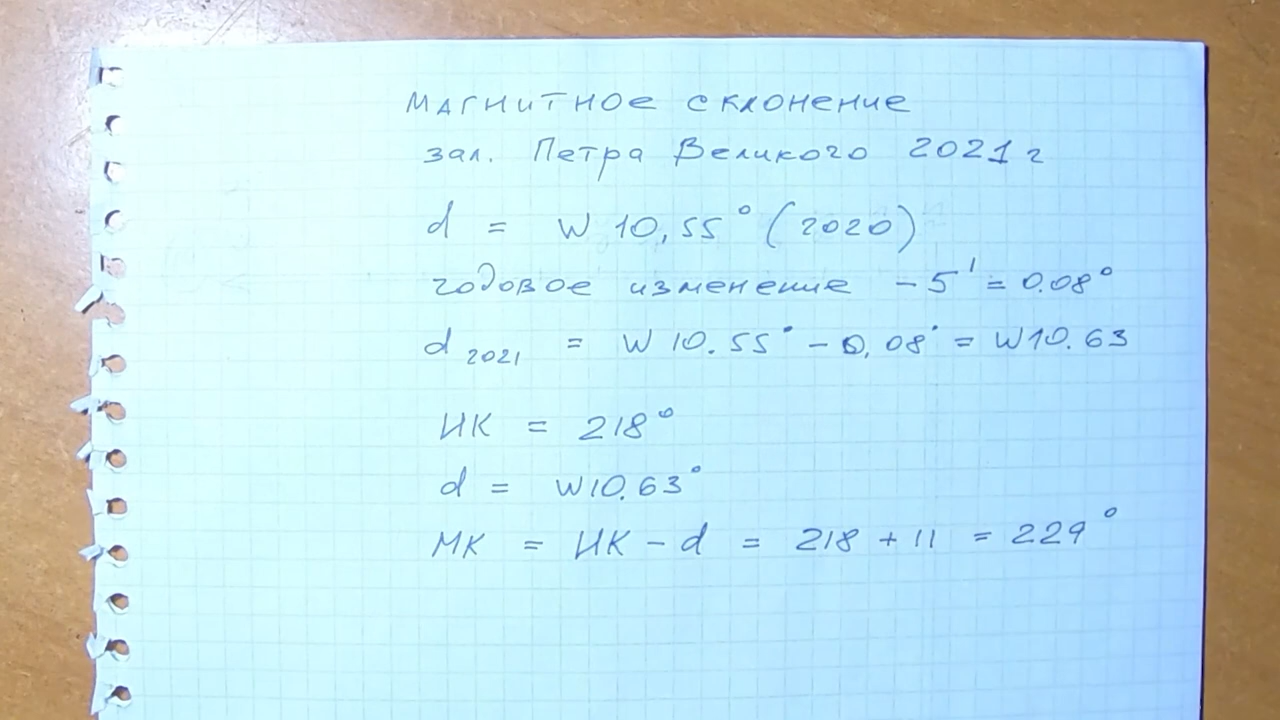 Магнитное склонение
зал. Петра Великого 2021 г
d = W 10,55° (2020)
годовое изменение - 5' = 0.08°
d 2021 = W 10.55° - 0,08° = W10.63
ИК = 218°
d = W10.63°
МК = ИК - d = 218 + 11 = 229°